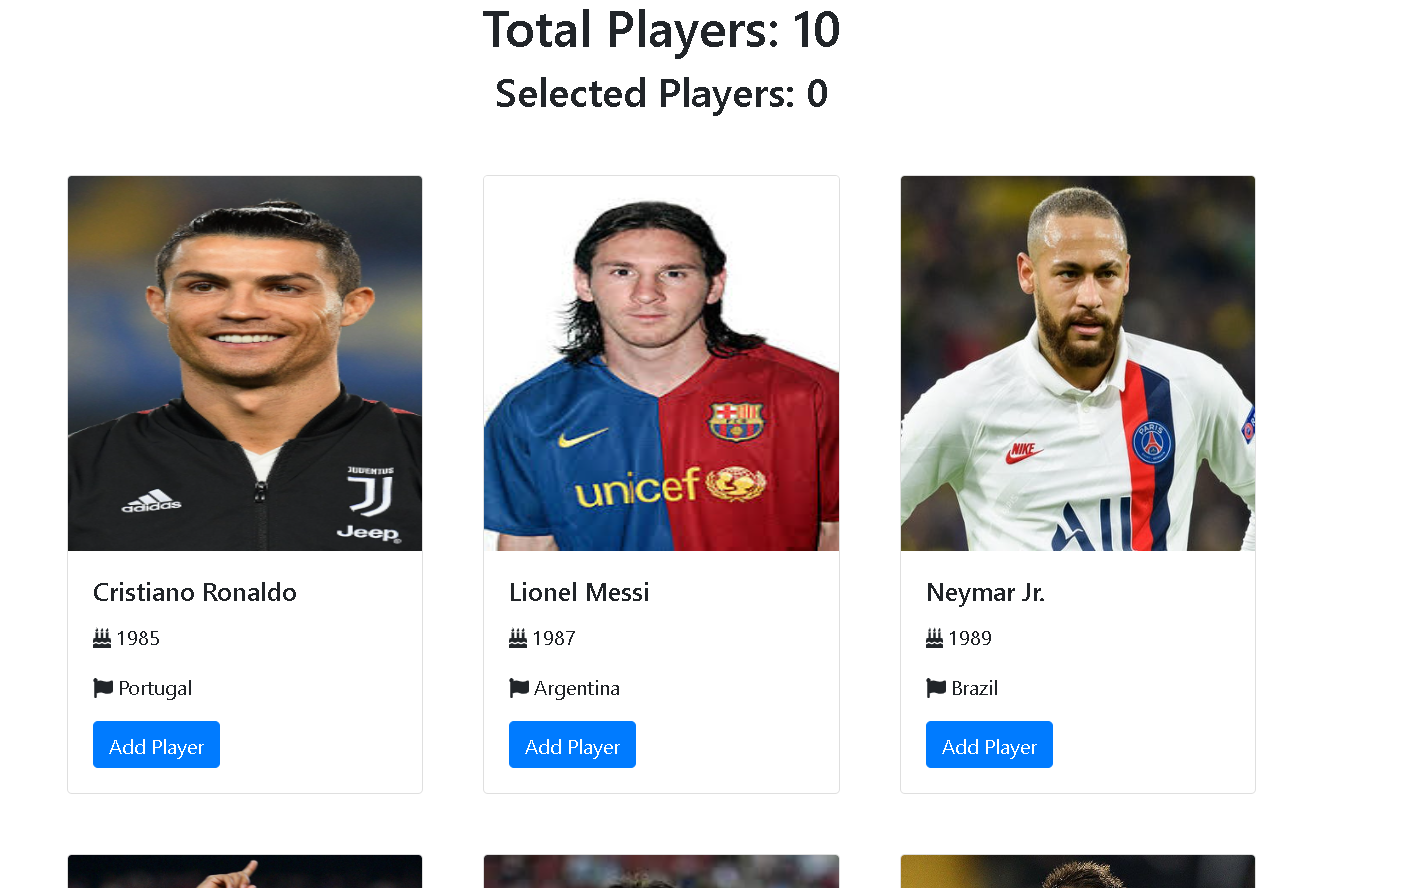 Total Players: 10
Selected Players: 0
adidas
JUVENTUS
Jeep
unicef
NIKE
PARIS
Cristiano Ronaldo
Lionel Messi
Neymar Jr.
1985
1987
1989
Portugal
Argentina
Brazil
Add Player
Add Player
Add Player